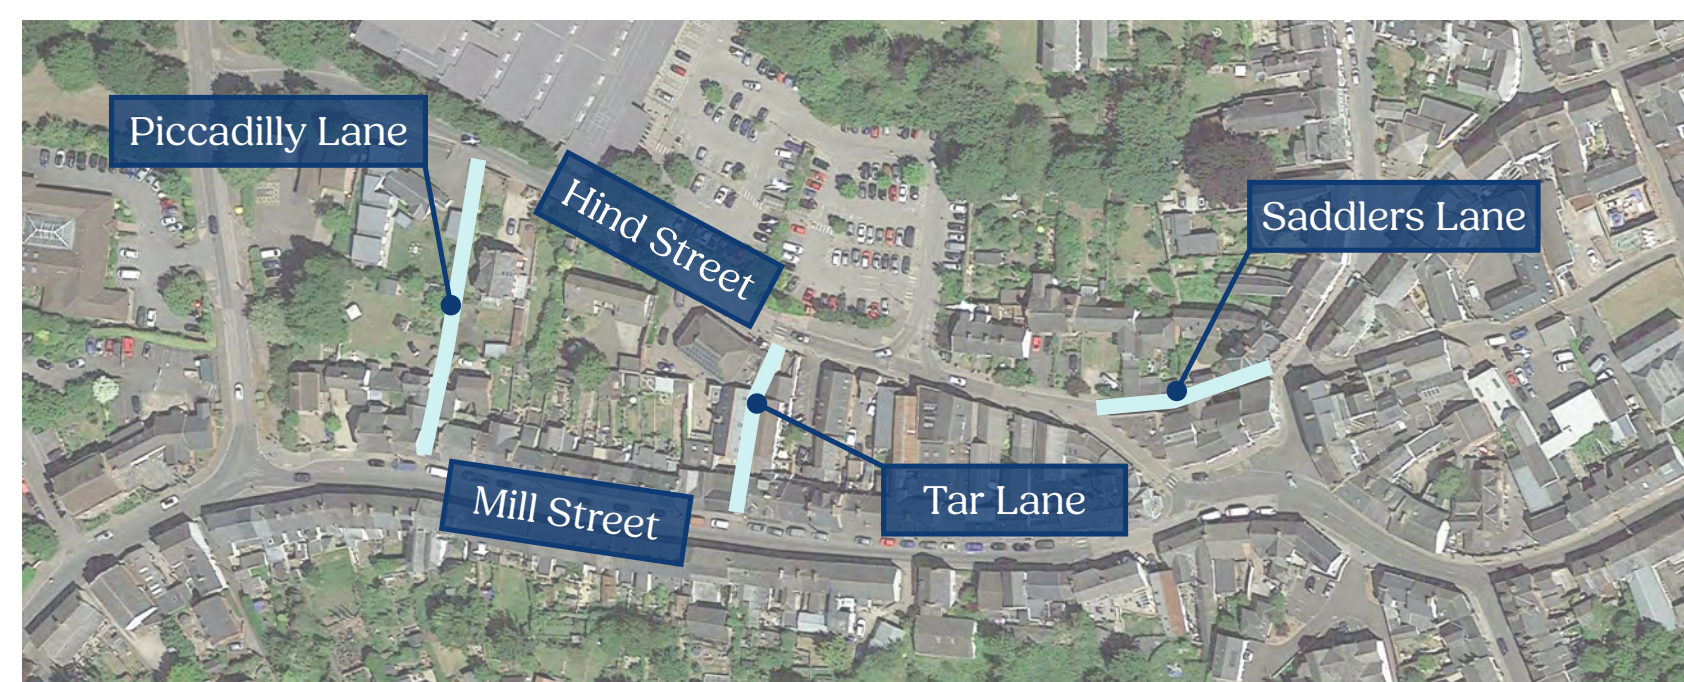 Piccadilly Lane
Hind Street
Saddlers Lane
Mill Street
Tar Lane